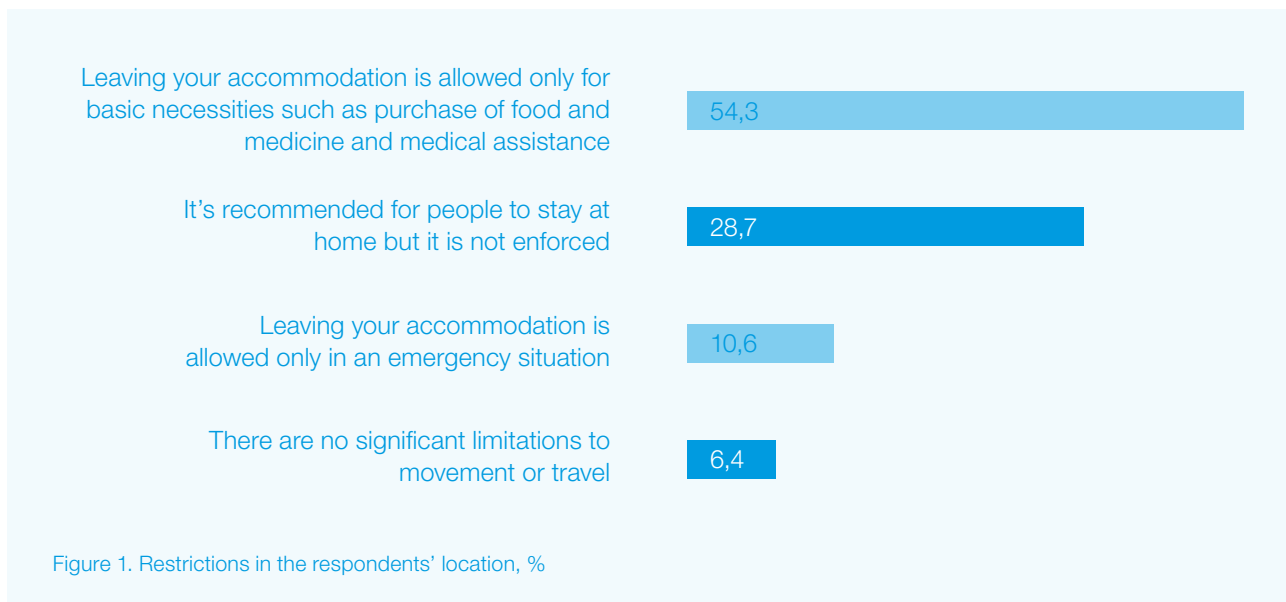 Leaving your accommodation is allowed only for
basic necessities such as purchase of food and
medicine and medical assistance
54,3
It’s recommended for people to stay at
home but it is not enforced
28,7
Leaving your accommodation is
allowed only in an emergency situation
10,6
There are no significant limitations to
movement or travel
6,4
Figure 1. Restrictions in the respondents’ location, %